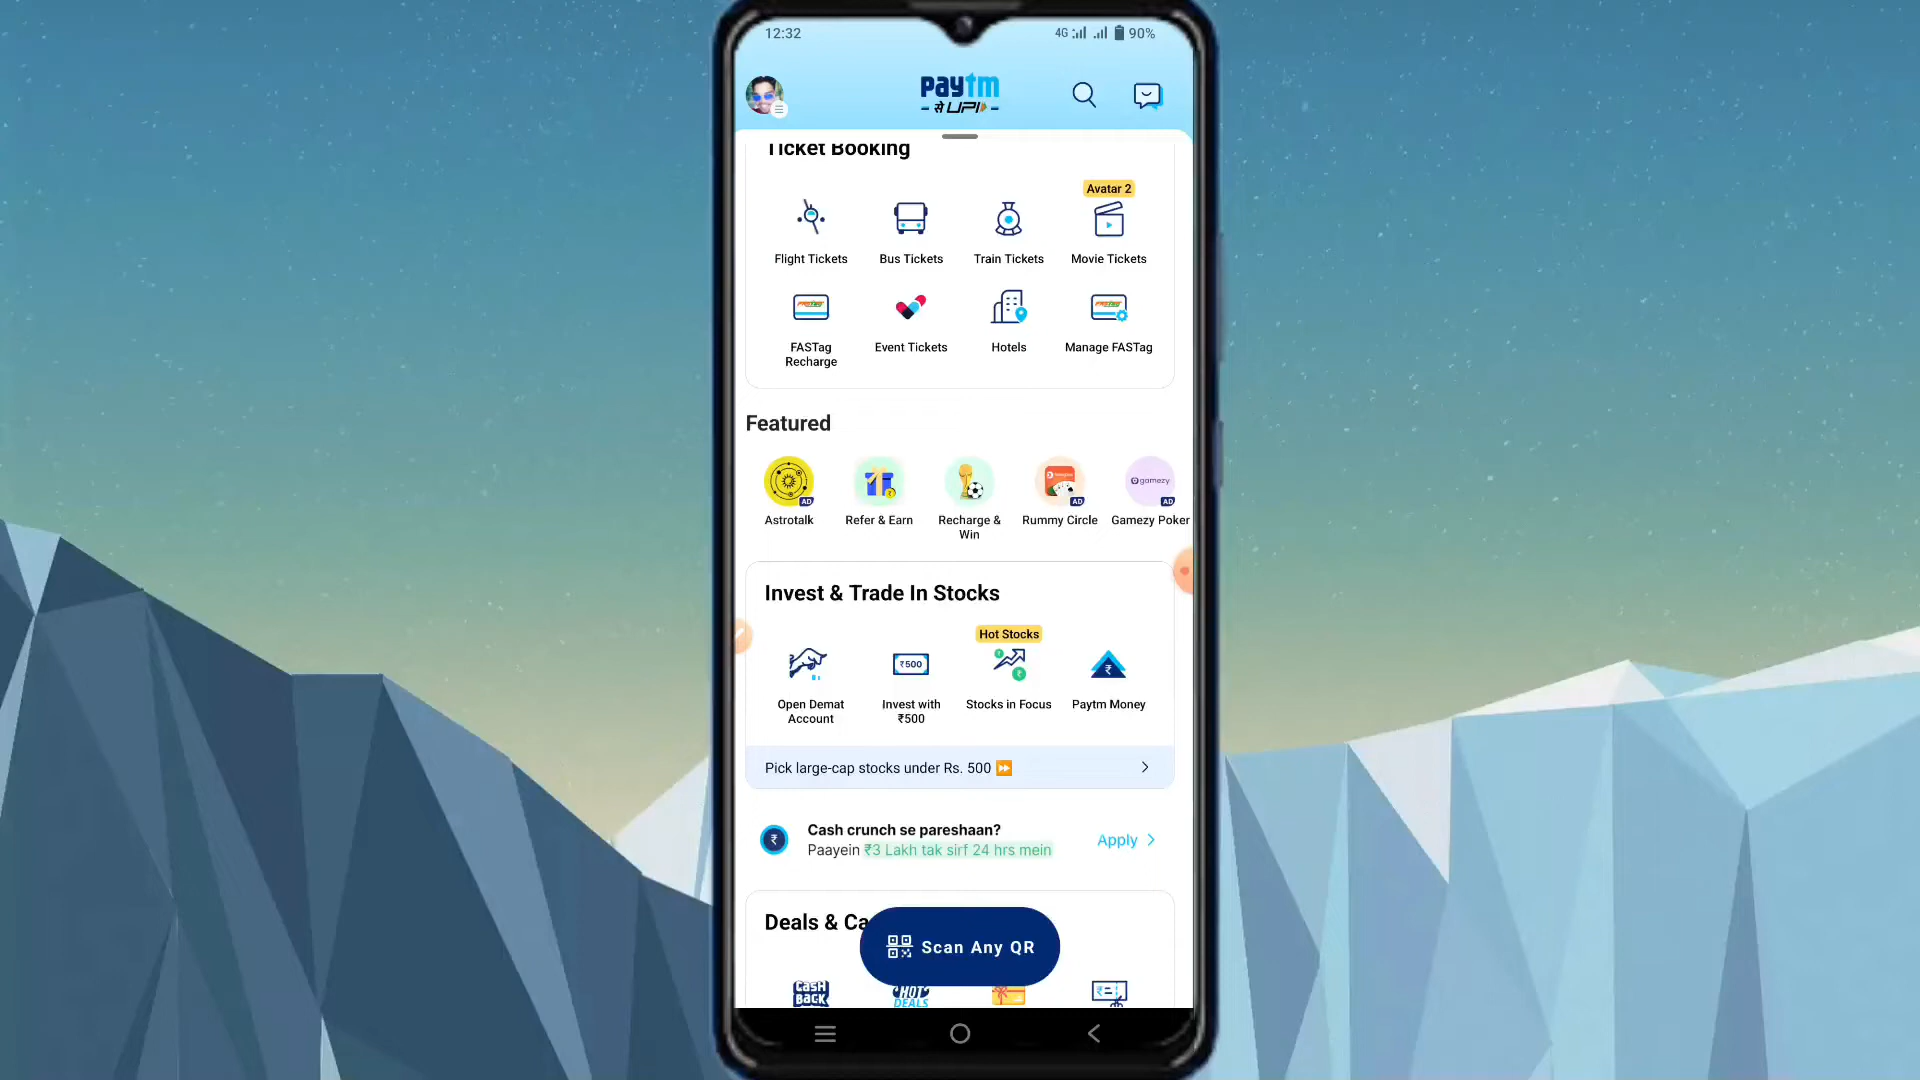 12:32
4G
90%
paytm
से UPI
Ticket Booking
Avatar 2
Flight Tickets
Bus Tickets
Train Tickets
Movie Tickets
FASTag
FASTag
FASTag
Recharge
Event Tickets
Hotels
Manage FASTag
Featured
AD
AD
gamezy
AD
Astrotalk
Refer & Earn
Recharge &
Win
Rummy Circle
Gamezy Poker
Invest & Trade In Stocks
Hot Stocks
₹500
₹
₹
Open Demat
Account
Invest with
₹500
Stocks in Focus
Paytm Money
Pick large-cap stocks under Rs. 500
₹
Cash crunch se pareshaan?
Paayein ₹3 Lakh tak sirf 24 hrs mein
Apply
Deals & Ca
Scan Any QR
CASH
BACK
HOT
DEALS